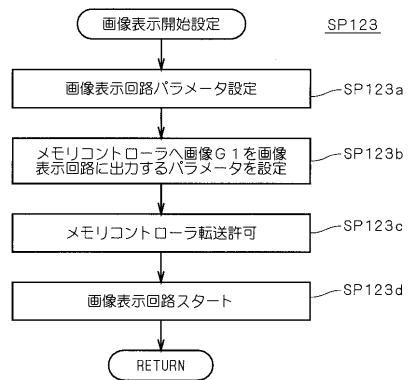 画像表示開始設定
SP123
画像表示回路パラメータ設定
SP123a
メモリコントローラへ画像G1を画像
表示回路に出力するパラメータを設定
SP123b
メモリコントローラ転送許可
SP123c
画像表示回路スタート
SP123d
RETURN